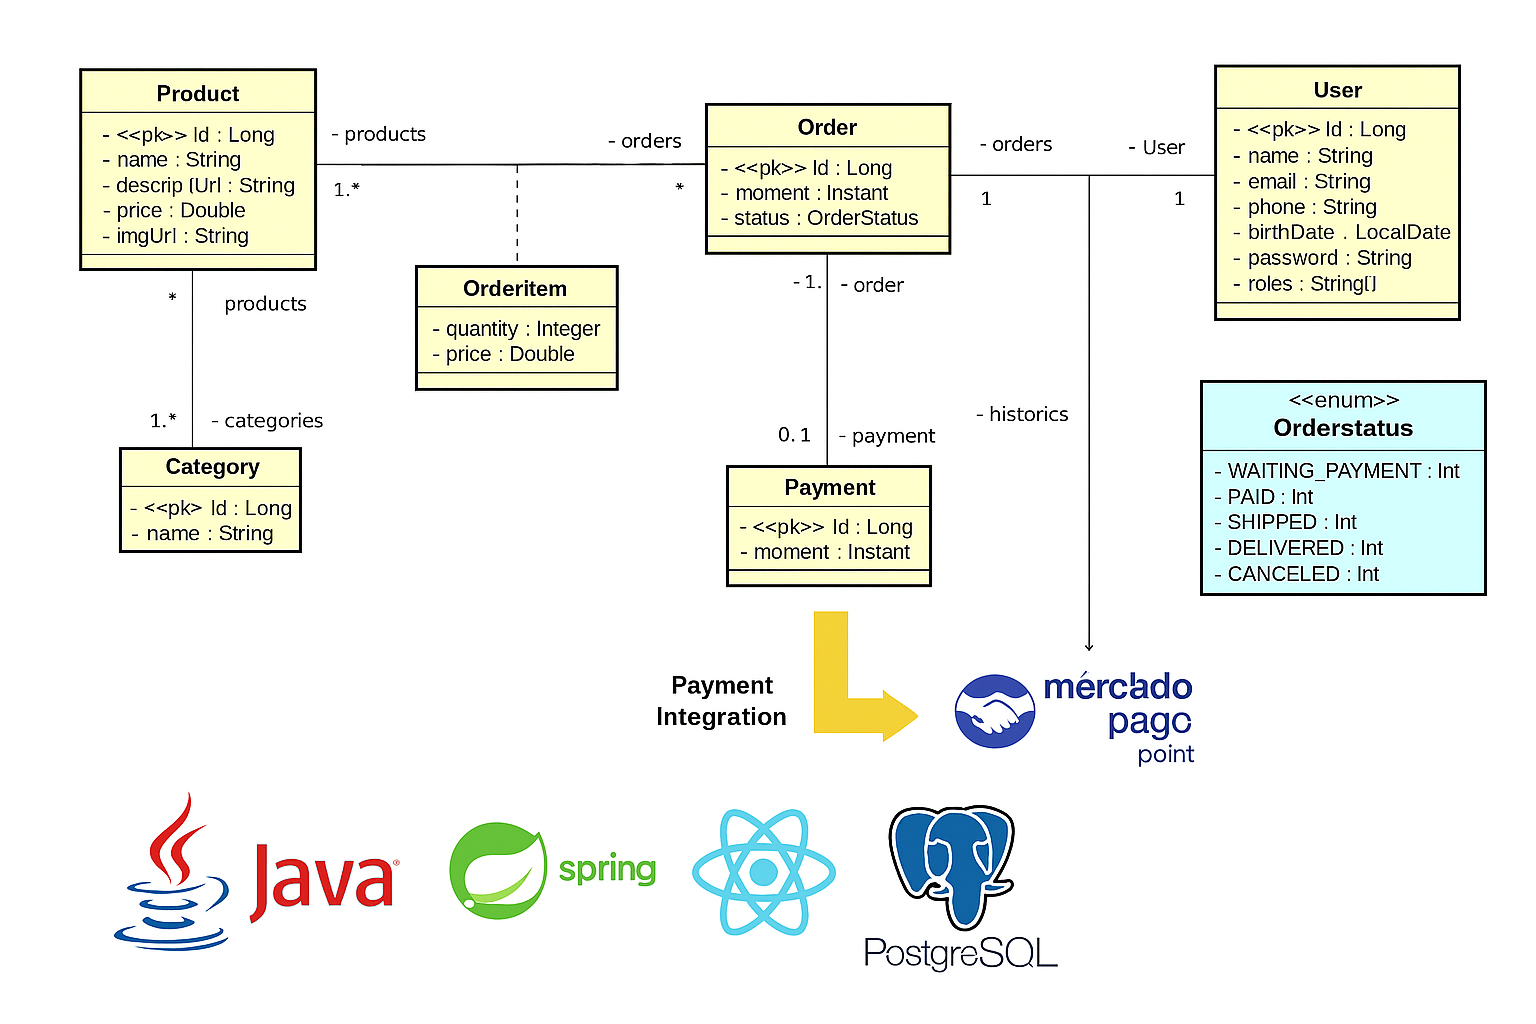 Product
- <<pk>> Id : Long
- name : String
- descrip (Url : String
- price : Double
- imgUrl : String
- products
1.*
- orders
*
Order
- <<pk>> Id : Long
- moment : Instant
- status : OrderStatus
- orders
1
- User
1
User
- <<pk>> Id : Long
- name : String
- email : String
- phone : String
- birthDate . LocalDate
- password : String
- roles : String[]
Orderitem
- quantity : Integer
- price : Double
*
products
1.*
- categories
Category
- <<pk> Id : Long
- name : String
- 1.
- order
0.1
- payment
Payment
- <<pk>> Id : Long
- moment : Instant
- historics
<<enum>>
Orderstatus
- WAITING_PAYMENT : Int
- PAID : Int
- SHIPPED : Int
- DELIVERED : Int
- CANCELED : Int
Payment
Integration
mérclado
pagc
point
Java®
spring
PostgreSQL